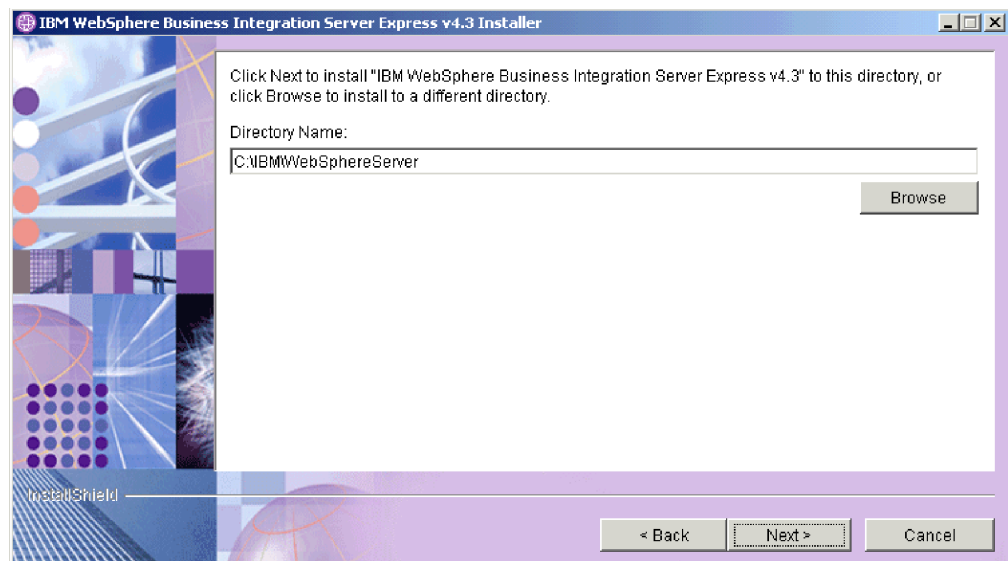 IBM WebSphere Business Integration Server Express v4.3 Installer
Click Next to install "IBM WebSphere Business Integration Server Express v4.3" to this directory, or
click Browse to install to a different directory.
Directory Name:
C:\IBM\WebSphereServer
Browse
InstallShield
< Back
Next >
Cancel